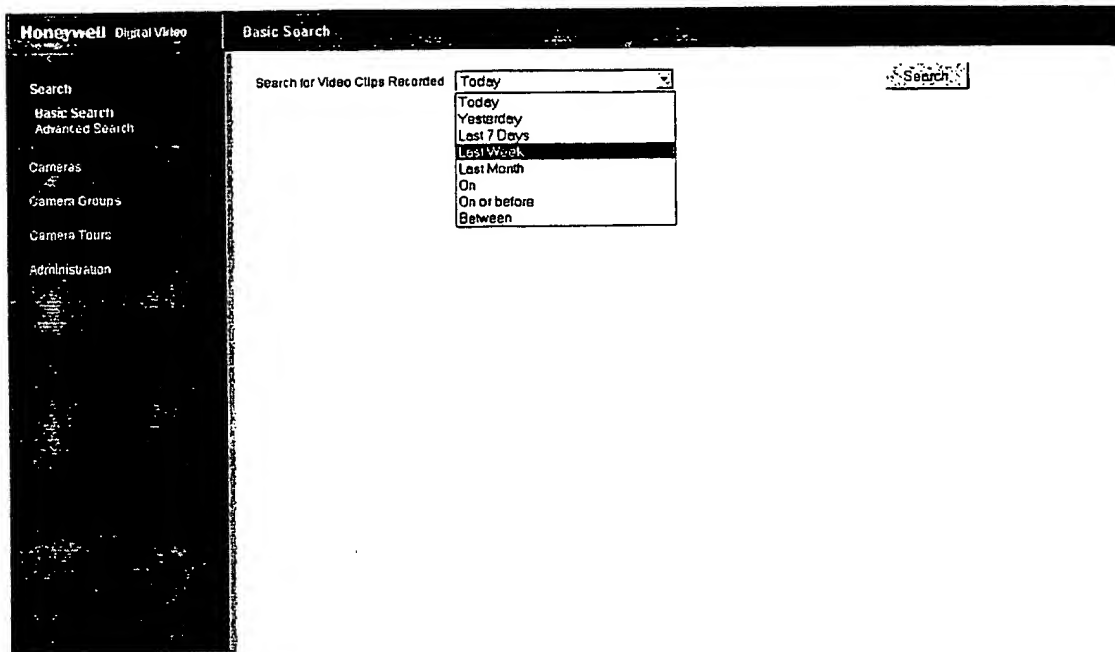 Honeywell Digital Video
Basic Search
Search
Basic Search
Advanced Search
Cameras
Camera Groups
Camera Tours
Administration
Search for Video Clips Recorded
Today
Search
Today
Yesterday
Last 7 Days
Last Week
Last Month
On
On or before
Between